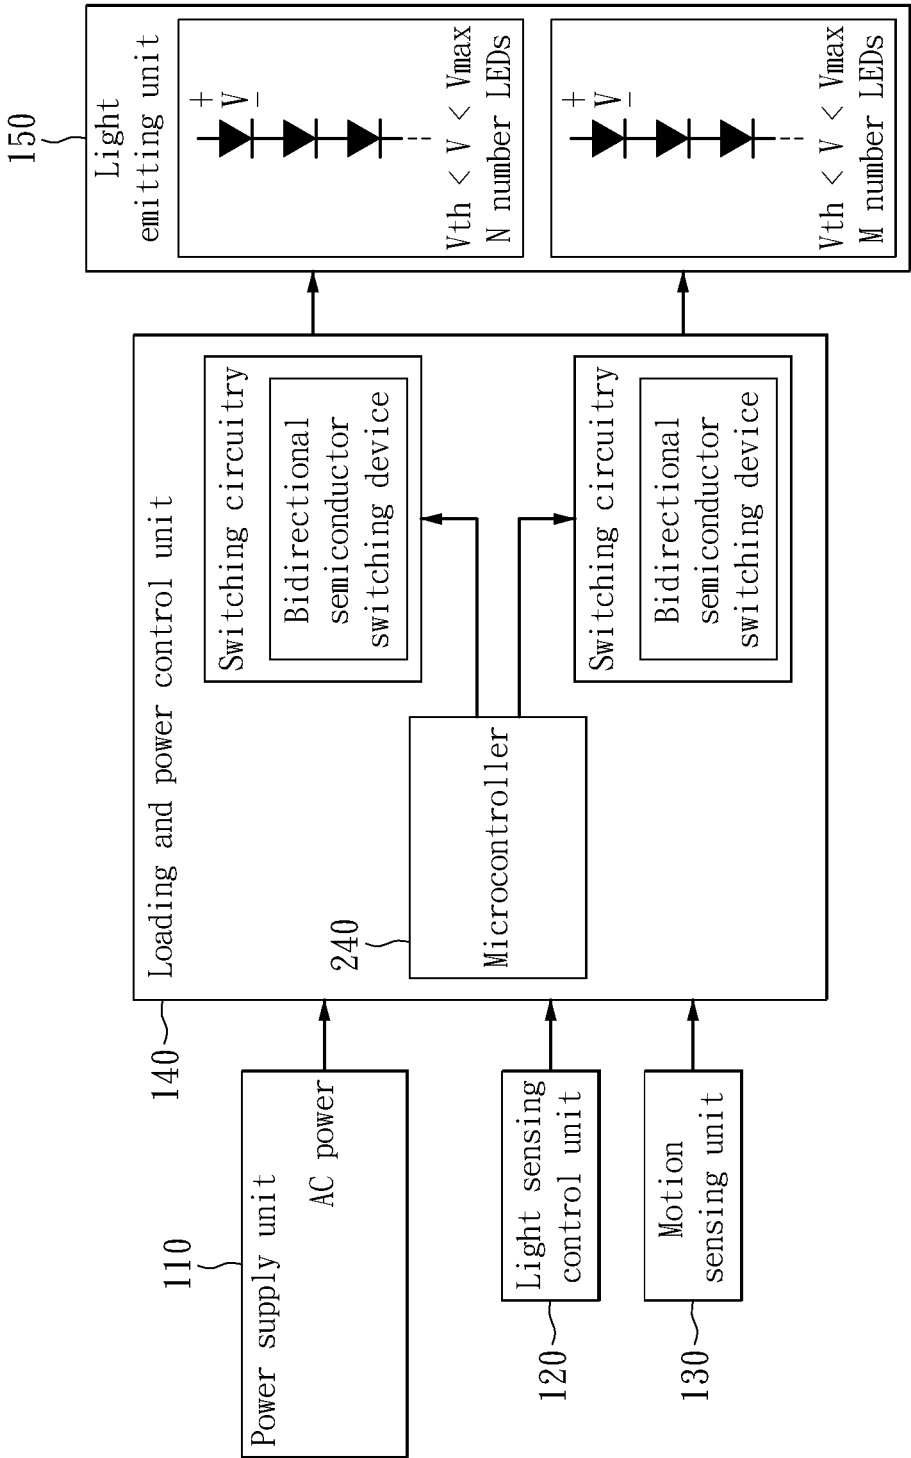 110
Power supply unit
AC power
120
Light sensing
control unit
130
Motion
sensing unit
140
Loading and power control unit
240
Microcontroller
Switching circuitry
Bidirectional
semiconductor
switching device
Switching circuitry
Bidirectional
semiconductor
switching device
150
Light
emitting unit
+
V
−
Vth < V < Vmax
N number LEDs
+
V
−
Vth < V < Vmax
M number LEDs